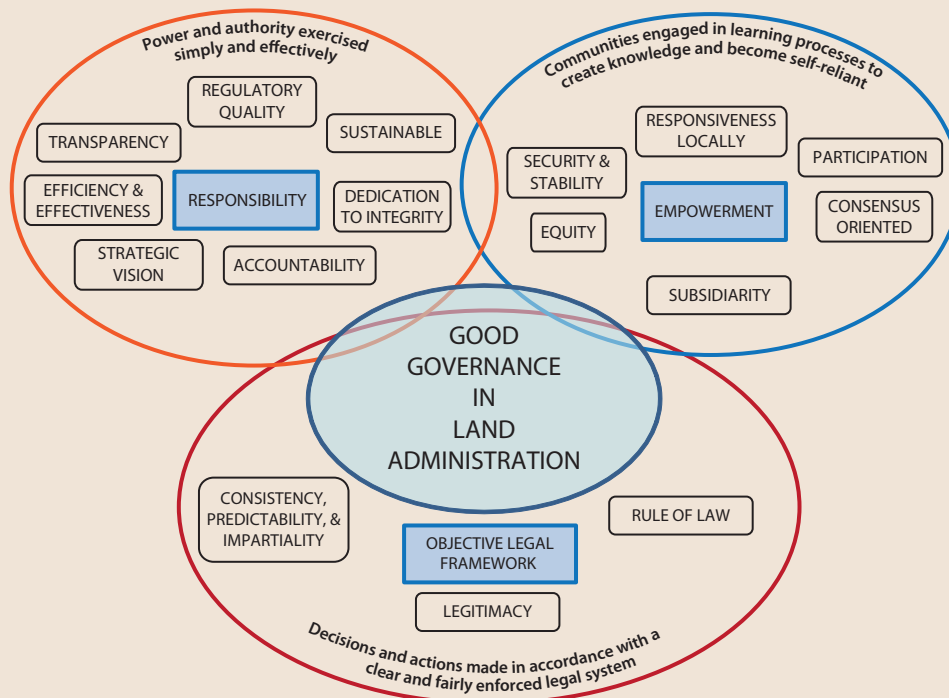 Power and authority exercised
simply and effectively
REGULATORY
QUALITY
TRANSPARENCY
SUSTAINABLE
EFFICIENCY &
EFFECTIVENESS
RESPONSIBILITY
DEDICATION
TO INTEGRITY
STRATEGIC
VISION
ACCOUNTABILITY
Communities engaged in learning processes to
create knowledge and become self-reliant
RESPONSIVENESS
LOCALLY
SECURITY &
STABILITY
PARTICIPATION
EMPOWERMENT
CONSENSUS
ORIENTED
EQUITY
SUBSIDIARITY
GOOD
GOVERNANCE
IN
LAND
ADMINISTRATION
CONSISTENCY,
PREDICTABILITY, &
IMPARTIALITY
RULE OF LAW
OBJECTIVE LEGAL
FRAMEWORK
LEGITIMACY
Decisions and actions made in accordance with a
clear and fairly enforced legal system